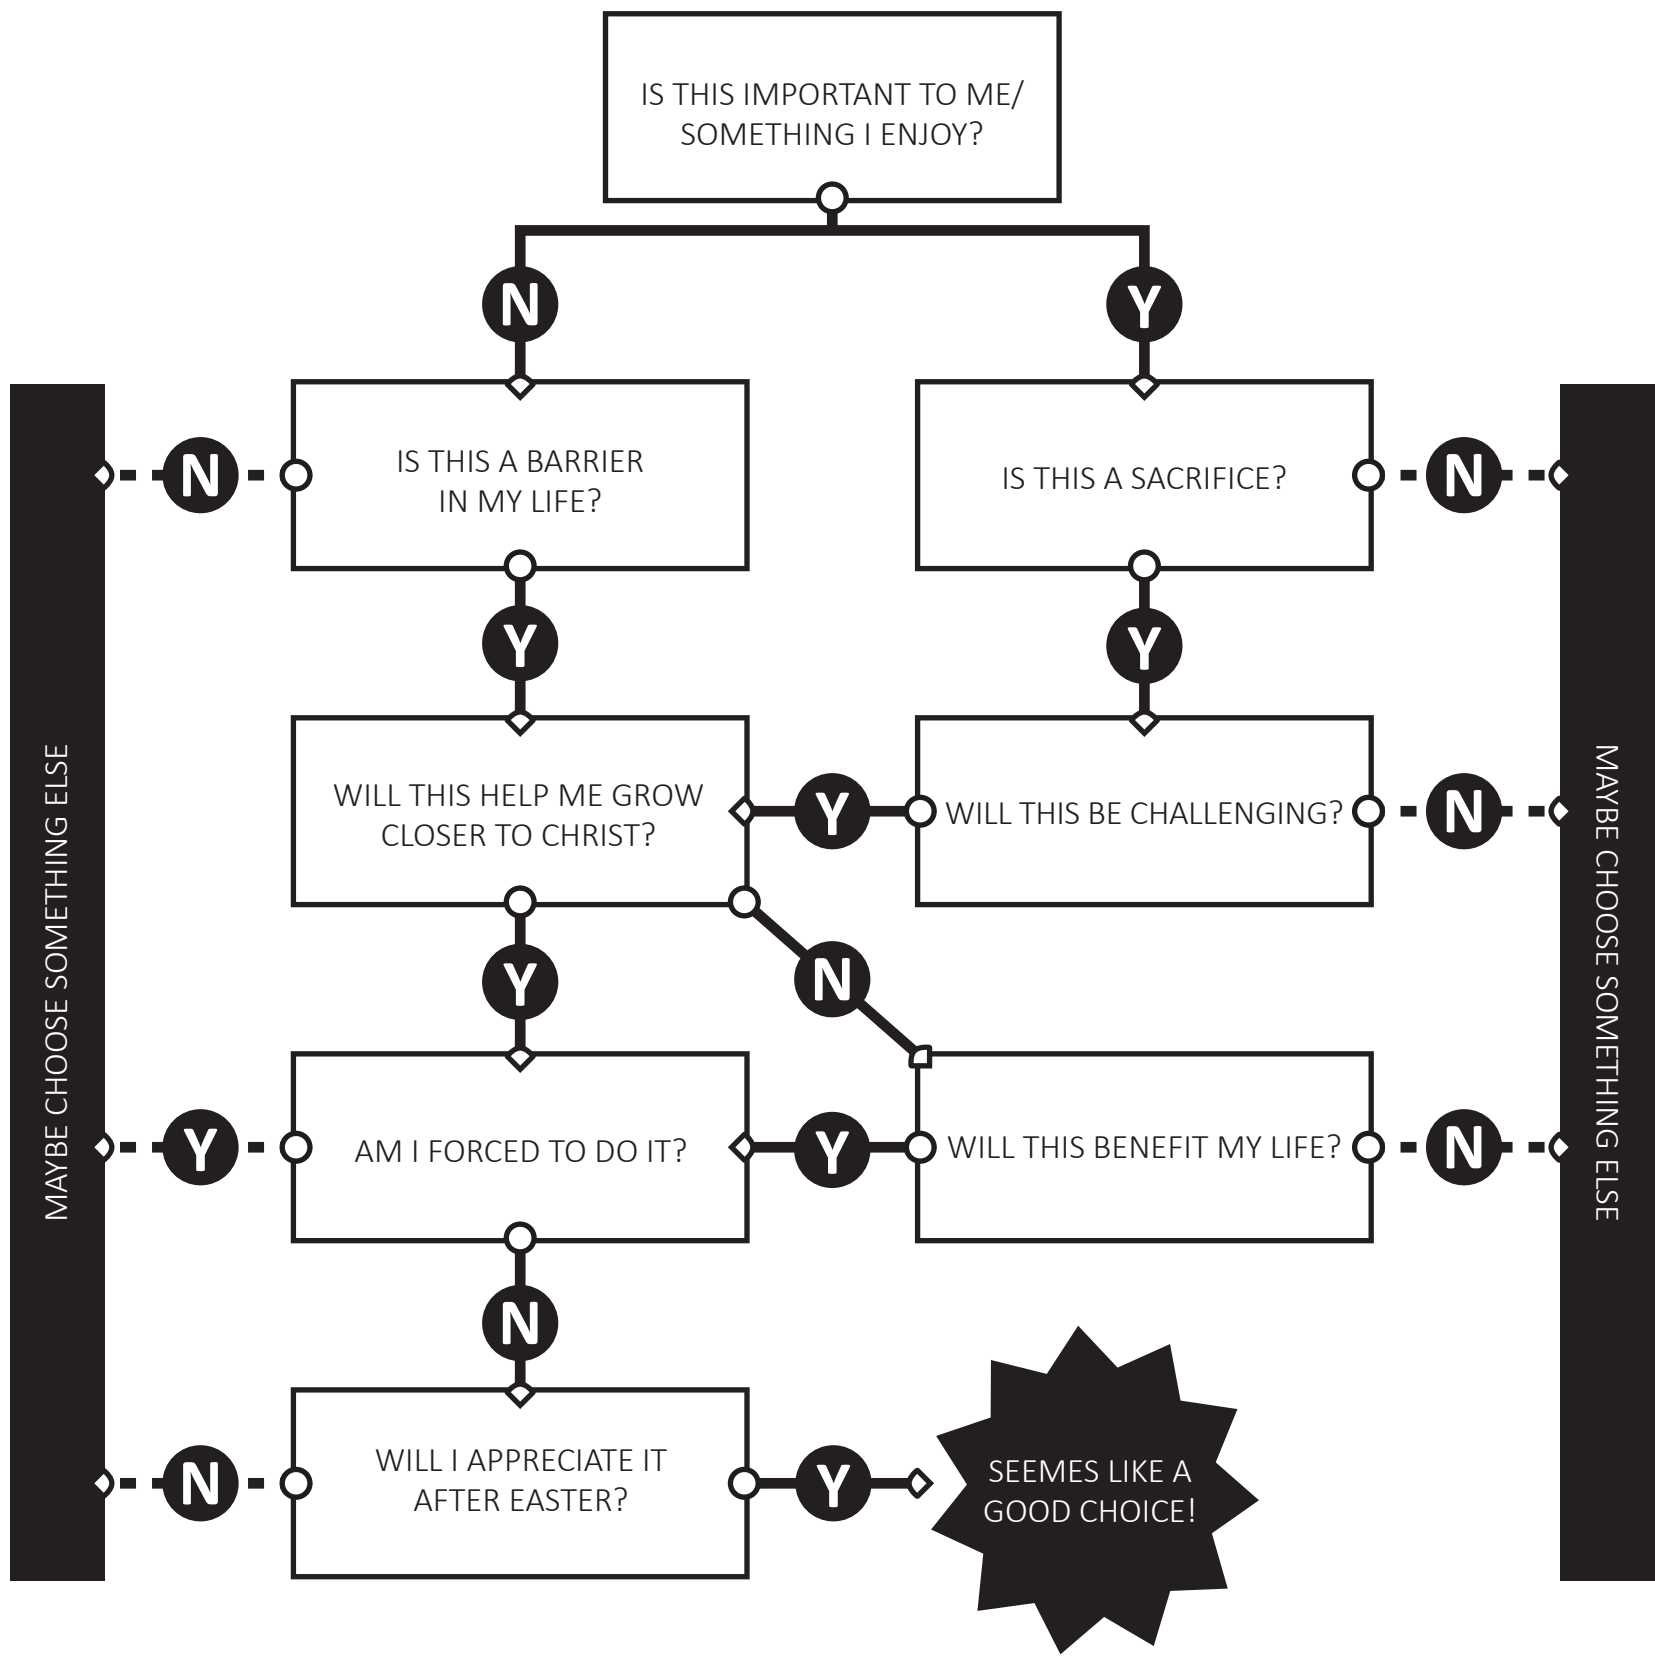 IS THIS IMPORTANT TO ME/
SOMETHING I ENJOY?
N
Y
IS THIS A BARRIER
IN MY LIFE?
N
IS THIS A SACRIFICE?
N
Y
Y
WILL THIS HELP ME GROW
CLOSER TO CHRIST?
Y
WILL THIS BE CHALLENGING?
N
Y
N
AM I FORCED TO DO IT?
Y
Y
WILL THIS BENEFIT MY LIFE?
N
N
WILL I APPRECIATE IT
AFTER EASTER?
N
Y
SEEMES LIKE A
GOOD CHOICE!
MAYBE CHOOSE SOMETHING ELSE
MAYBE CHOOSE SOMETHING ELSE